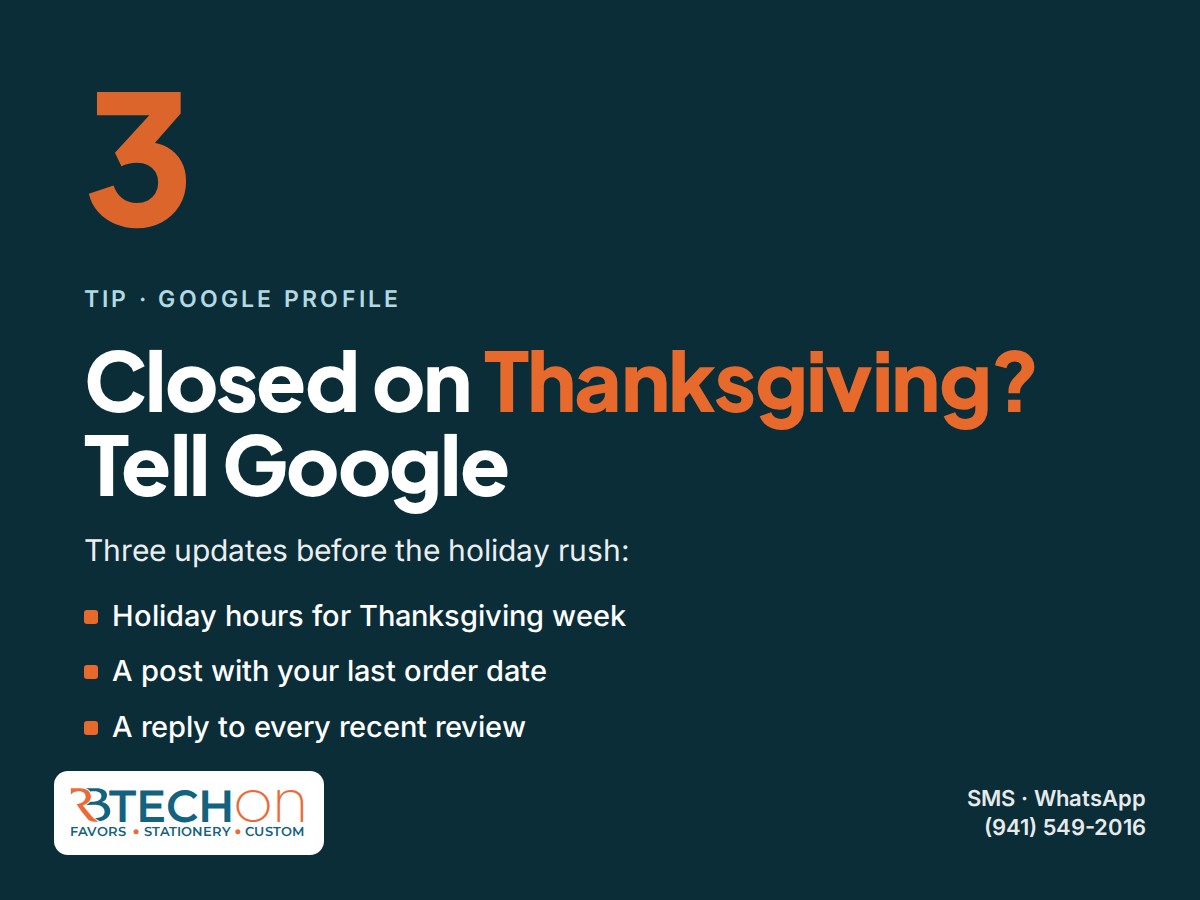 3
TIP · GOOGLE PROFILE
Closed on Thanksgiving?
Tell Google
Three updates before the holiday rush:
Holiday hours for Thanksgiving week
A post with your last order date
A reply to every recent review
RBTECHON
FAVORS • STATIONERY • CUSTOM
SMS · WhatsApp
(941) 549-2016